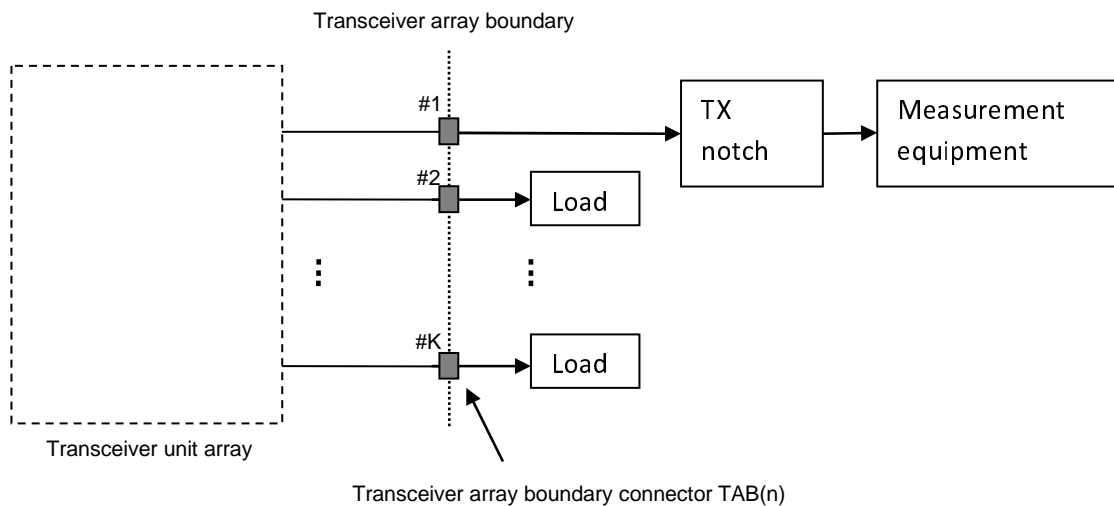 Transceiver array boundary
#1
TX
notch
Measurement
equipment
#2
Load
#K
Load
Transceiver unit array
Transceiver array boundary connector TAB(n)